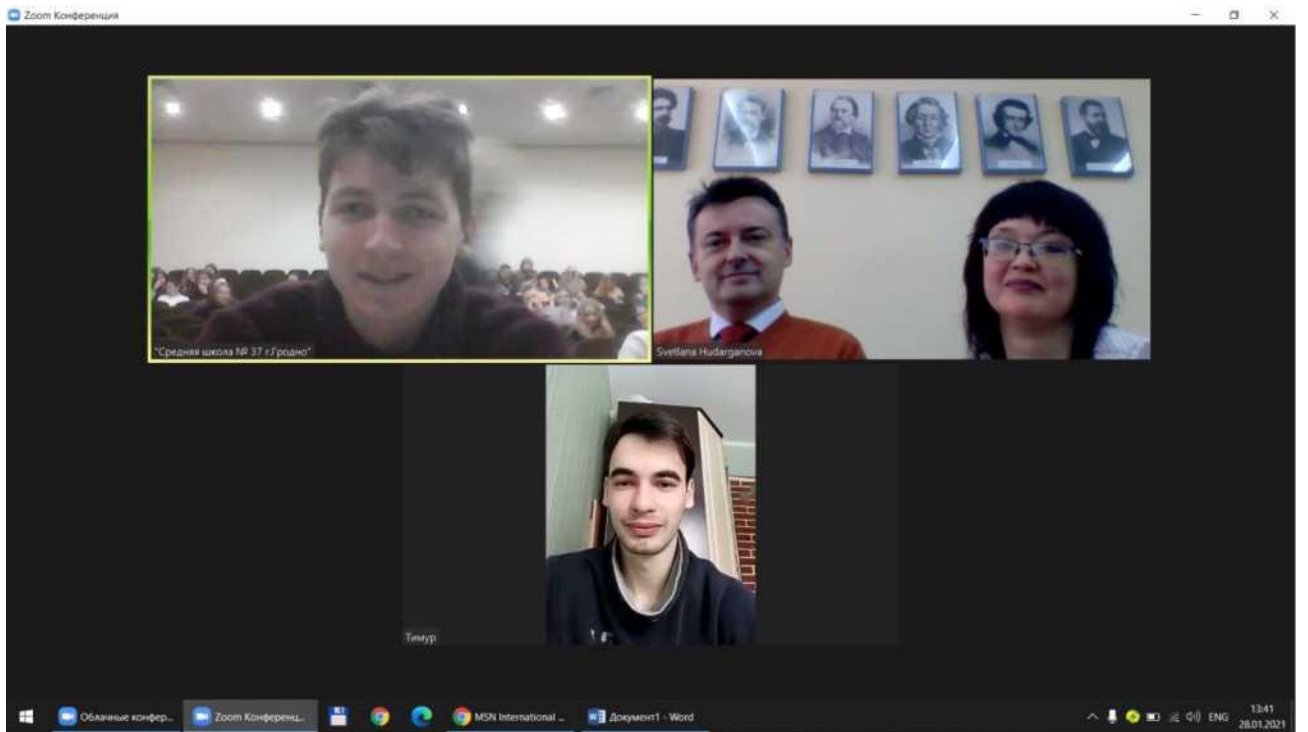 Zoom Конференция
"Средняя школа № 37 г.Гродно"
Svetlana Hudarganova
Тимур
Облачные конфер...
Zoom Конференц...
MSN International ...
Документ1 - Word
ENG
13:41
28.01.2021